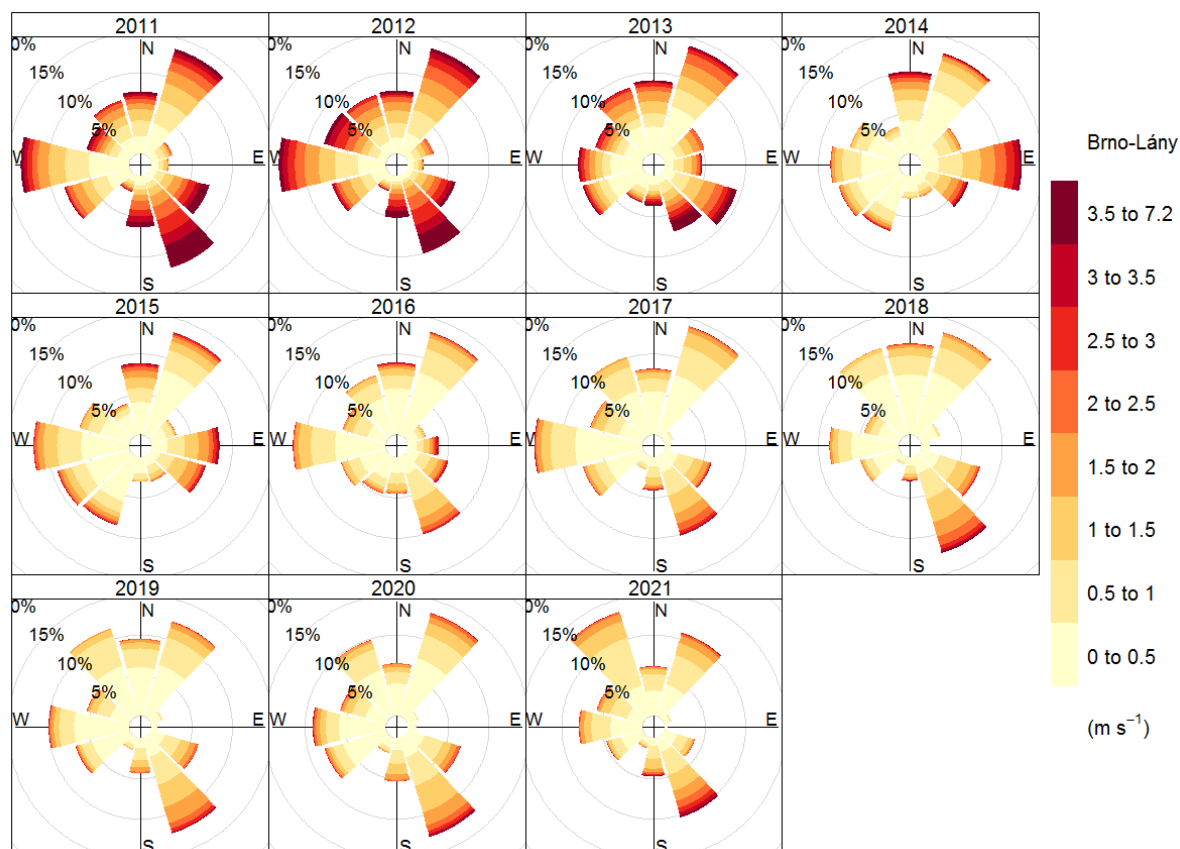 2011 2012 2013 2014
0% N 0% N 0% N 0% N
15% 15% 15% 15%
10% 10% 10% 10%
5% 5% 5% 5%
W E W E W E W E
S S S S
2015 2016 2017 2018
0% N 0% N 0% N 0% N
15% 15% 15% 15%
10% 10% 10% 10%
5% 5% 5% 5%
W E W E W E W E
S S S S
2019 2020 2021
0% N 0% N 0% N
15% 15% 15%
10% 10% 10%
5% 5% 5%
W E W E W E
S S S
Brno-Lány
3.5 to 7.2
3 to 3.5
2.5 to 3
2 to 2.5
1.5 to 2
1 to 1.5
0.5 to 1
0 to 0.5
(m s⁻¹)